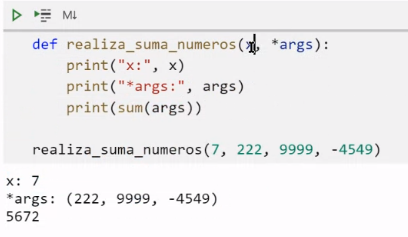 M↓
def realiza_suma_numeros(x, *args):
print("x:", x)
print("*args:", args)
print(sum(args))
realiza_suma_numeros(7, 222, 9999, -4549)
x: 7
*args: (222, 9999, -4549)
5672